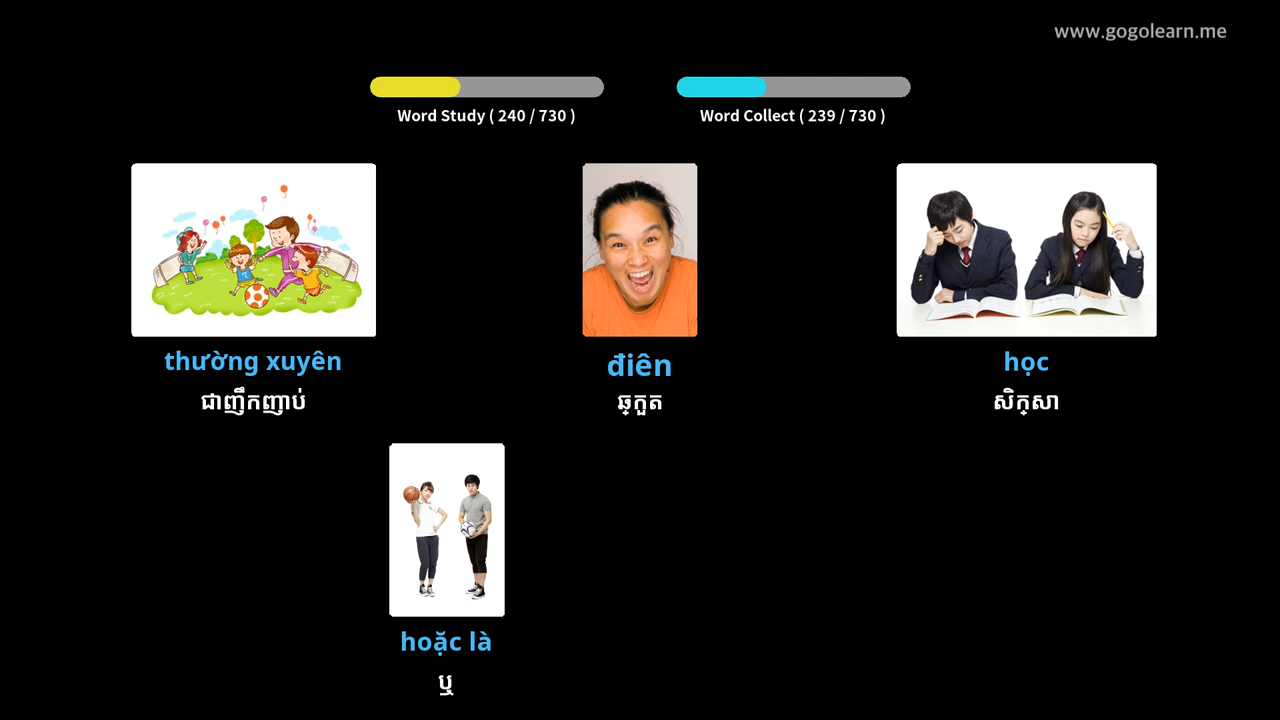 www.gogolearn.me
Word Study ( 240 / 730 )
Word Collect ( 239 / 730 )
thường xuyên
ជាញឹកញាប់
điên
ឆ្កួត
học
សិក្សា
hoặc là
ឬ